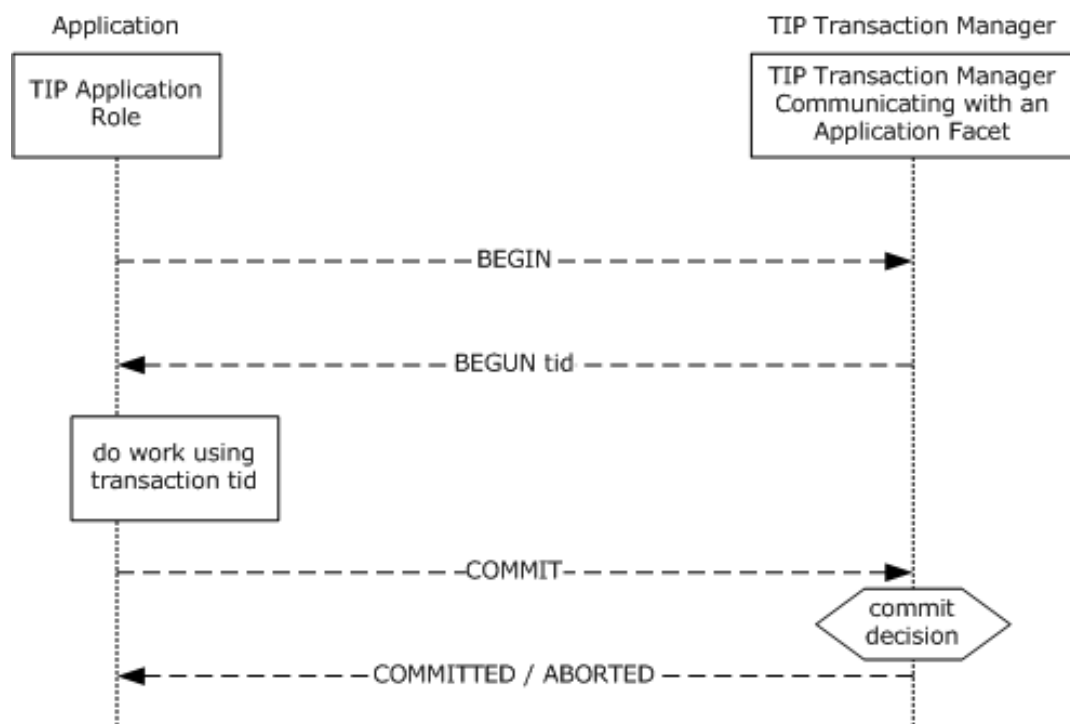 Application
TIP Transaction Manager
TIP Application
Role
TIP Transaction Manager
Communicating with an
Application Facet
BEGIN
BEGUN tid
do work using
transaction tid
COMMIT
commit
decision
COMMITTED / ABORTED